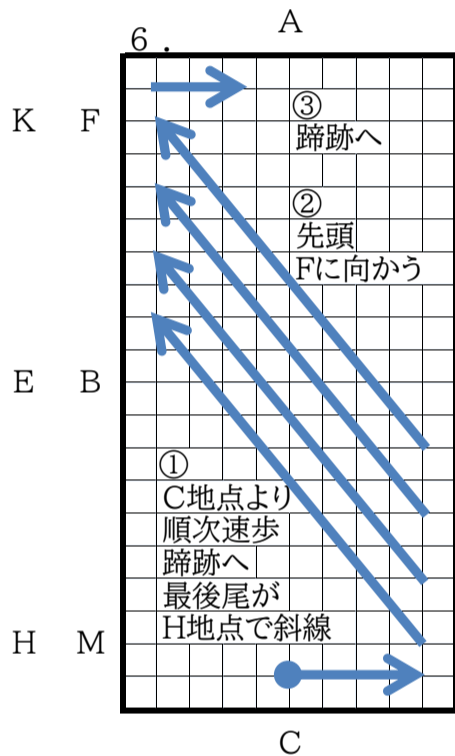 6.
A
K F
③
蹄跡へ
②
先頭
Fに向かう
E B
①
C地点より
順次速歩
蹄跡へ
最後尾が
H地点で斜線
H M
C